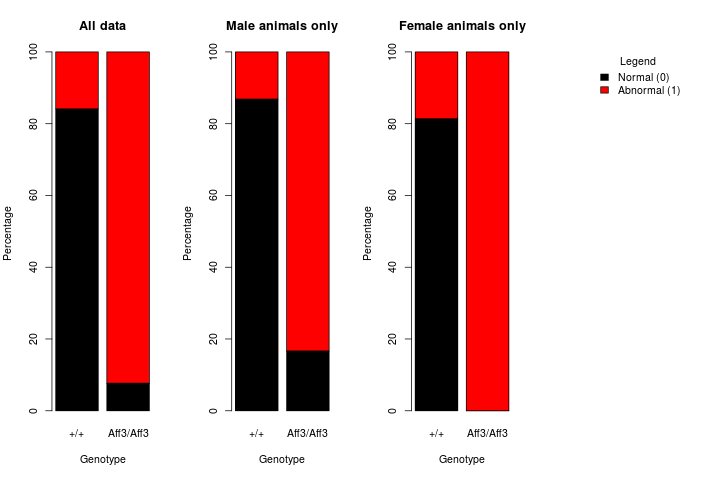 All data
Male animals only
Female animals only
Legend
Normal (0)
Abnormal (1)
Percentage
0
20
40
60
80
100
+/+
Aff3/Aff3
Genotype
Percentage
0
20
40
60
80
100
+/+
Aff3/Aff3
Genotype
Percentage
0
20
40
60
80
100
+/+
Aff3/Aff3
Genotype